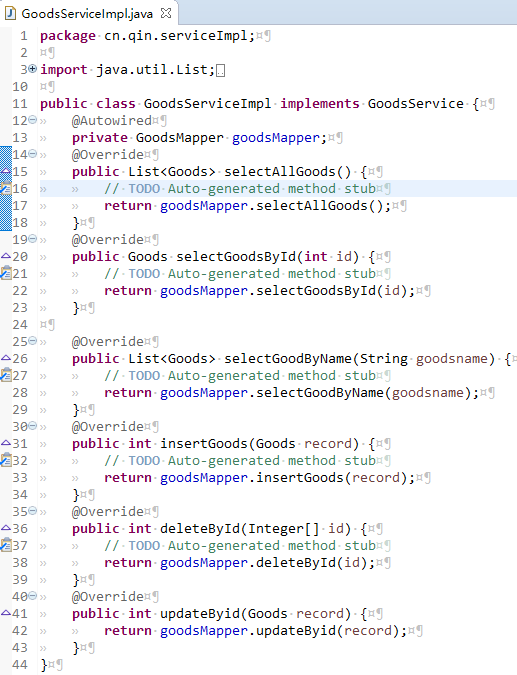 GoodsServiceImpl.java
1 package cn.qin.serviceImpl;
2
3 import java.util.List;
10
11 public class GoodsServiceImpl implements GoodsService {
12 @Autowired
13 private GoodsMapper goodsMapper;
14 @Override
15 public List<Goods> selectAllGoods() {
16 // TODO Auto-generated method stub
17 return goodsMapper.selectAllGoods();
18 }
19 @Override
20 public Goods selectGoodsById(int id) {
21 // TODO Auto-generated method stub
22 return goodsMapper.selectGoodsById(id);
23 }
24
25 @Override
26 public List<Goods> selectGoodByName(String goodsname) {
27 // TODO Auto-generated method stub
28 return goodsMapper.selectGoodByName(goodsname);
29 }
30 @Override
31 public int insertGoods(Goods record) {
32 // TODO Auto-generated method stub
33 return goodsMapper.insertGoods(record);
34 }
35 @Override
36 public int deleteById(Integer[] id) {
37 // TODO Auto-generated method stub
38 return goodsMapper.deleteById(id);
39 }
40 @Override
41 public int updateByid(Goods record) {
42 return goodsMapper.updateByid(record);
43 }
44 }